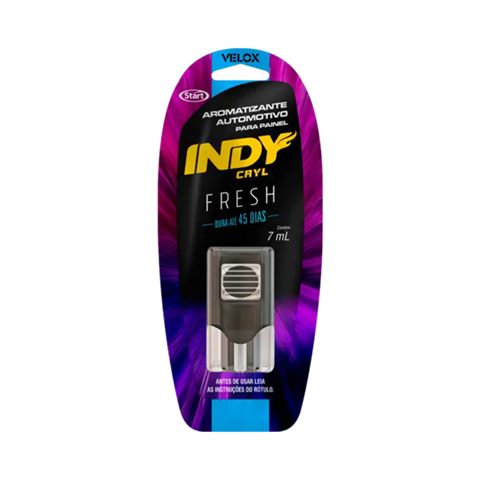 VELOX
Start
AROMATIZANTE
AUTOMOTIVO
PARA PAINEL
INDY
CRYL
FRESH
DURA ATÉ 45 DIAS
Contém
7 mL
ANTES DE USAR LEIA
AS INSTRUÇÕES DO RÓTULO.